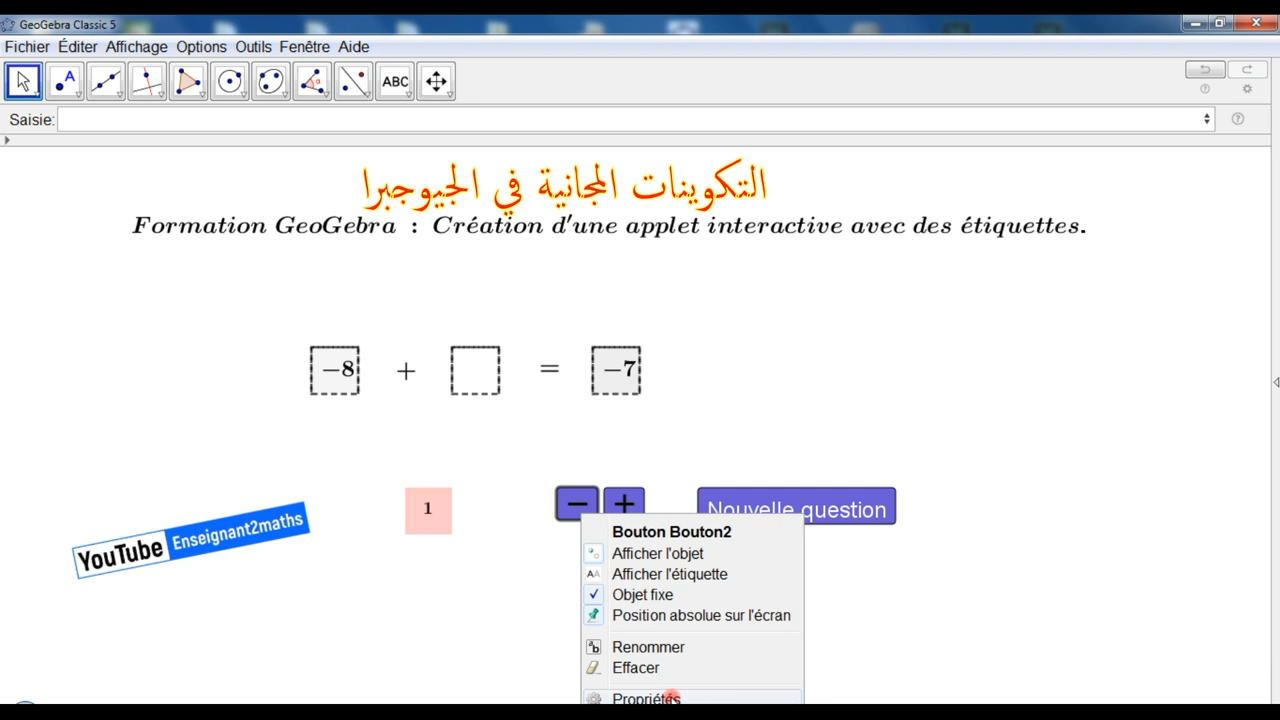 GeoGebra Classic 5
Fichier Éditer Affichage Options Outils Fenêtre Aide
A
α
ABC
Saisie:
التكوينات المجانية في الجيوجبرا
Formation GeoGebra : Création d'une applet interactive avec des étiquettes.
−8 + = −7
1 − + Nouvelle question
YouTube Enseignant2maths
Bouton Bouton2
Afficher l'objet
AA Afficher l'étiquette
Objet fixe
Position absolue sur l'écran
ab Renommer
Effacer
Propriétés